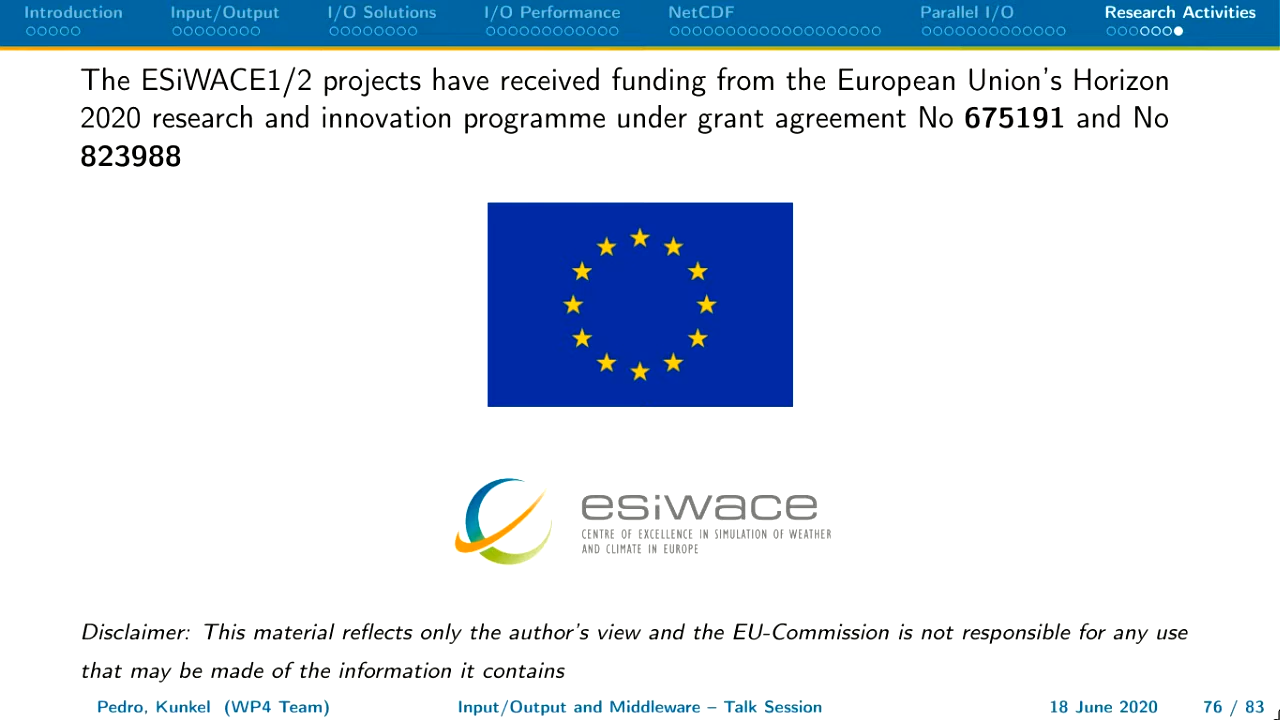 Introduction Input/Output I/O Solutions I/O Performance NetCDF Parallel I/O Research Activities
The ESiWACE1/2 projects have received funding from the European Union's Horizon
2020 research and innovation programme under grant agreement No 675191 and No
823988
esiwace
CENTRE OF EXCELLENCE IN SIMULATION OF WEATHER
AND CLIMATE IN EUROPE
Disclaimer: This material reflects only the author's view and the EU-Commission is not responsible for any use
that may be made of the information it contains
Pedro, Kunkel (WP4 Team) Input/Output and Middleware – Talk Session 18 June 2020 76 / 83